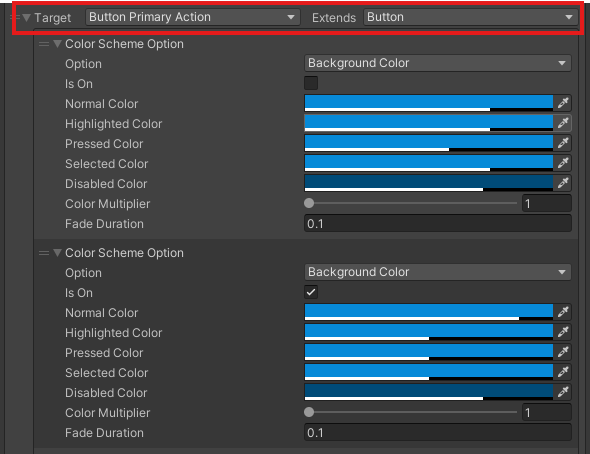 Target Button Primary Action Extends Button
Color Scheme Option
Option Background Color
Is On
Normal Color
Highlighted Color
Pressed Color
Selected Color
Disabled Color
Color Multiplier 1
Fade Duration 0.1
Color Scheme Option
Option Background Color
Is On
Normal Color
Highlighted Color
Pressed Color
Selected Color
Disabled Color
Color Multiplier 1
Fade Duration 0.1